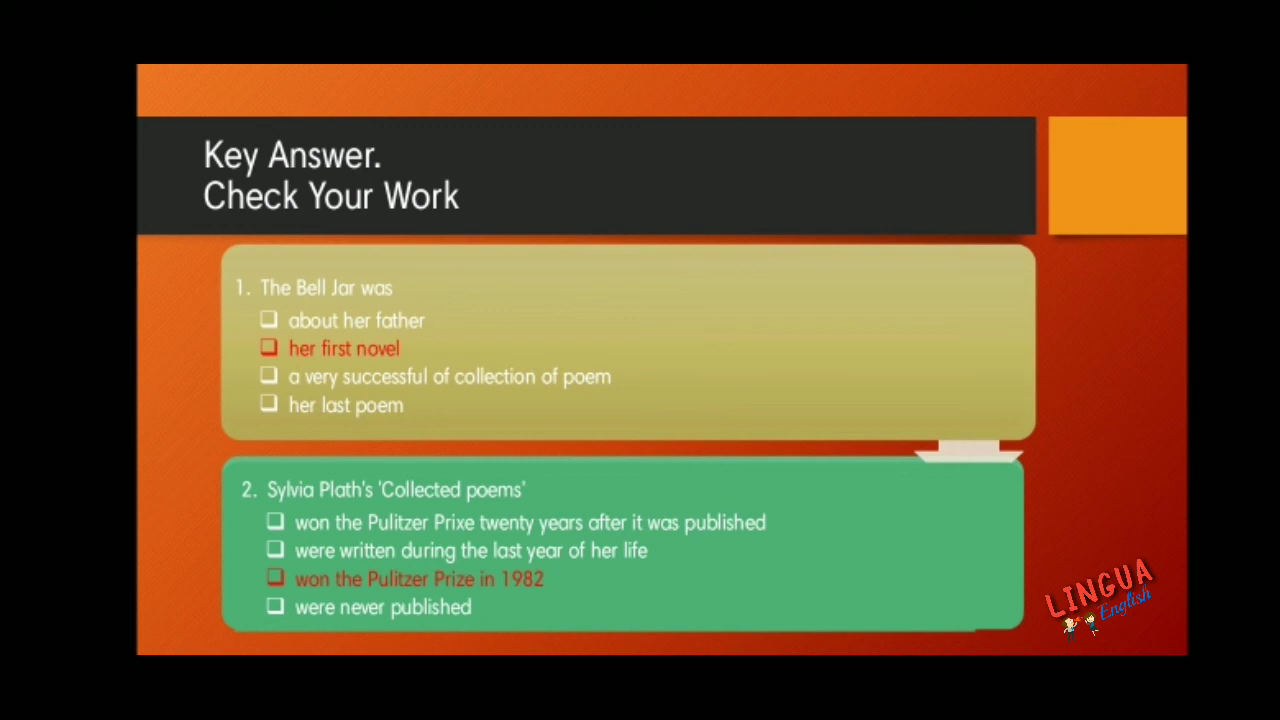 Key Answer.
Check Your Work
1. The Bell Jar was
❑ about her father
❑ her first novel
❑ a very successful of collection of poem
❑ her last poem
2. Sylvia Plath's 'Collected poems'
❑ won the Pulitzer Prixe twenty years after it was published
❑ were written during the last year of her life
❑ won the Pulitzer Prize in 1982
❑ were never published
LINGUA
English